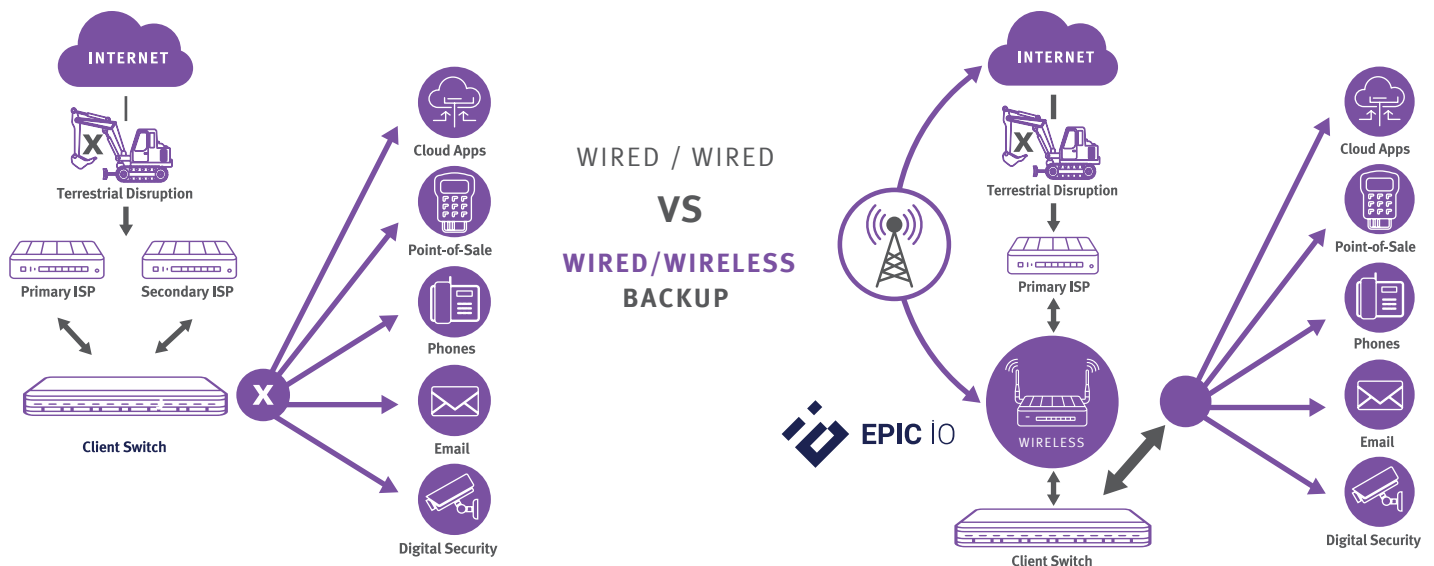 INTERNET
X
Terrestrial Disruption
Primary ISP
Secondary ISP
Client Switch
X
Cloud Apps
Point-of-Sale
Phones
Email
Digital Security
WIRED / WIRED
VS
WIRED/WIRELESS
BACKUP
EPIC iO
INTERNET
X
Terrestrial Disruption
Primary ISP
WIRELESS
Client Switch
Cloud Apps
Point-of-Sale
Phones
Email
Digital Security